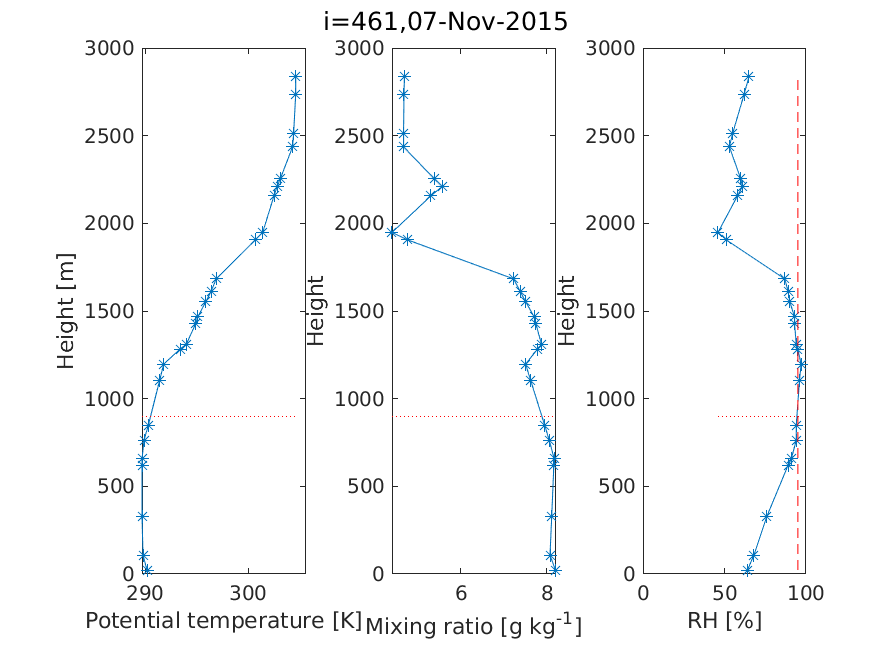 i=461,07-Nov-2015
3000
2500
2000
1500
1000
500
0
Height [m]
290 300
Potential temperature [K]
3000
2500
2000
1500
1000
500
0
Height
6 8
Mixing ratio [g kg-1]
3000
2500
2000
1500
1000
500
0
Height
0 50 100
RH [%]